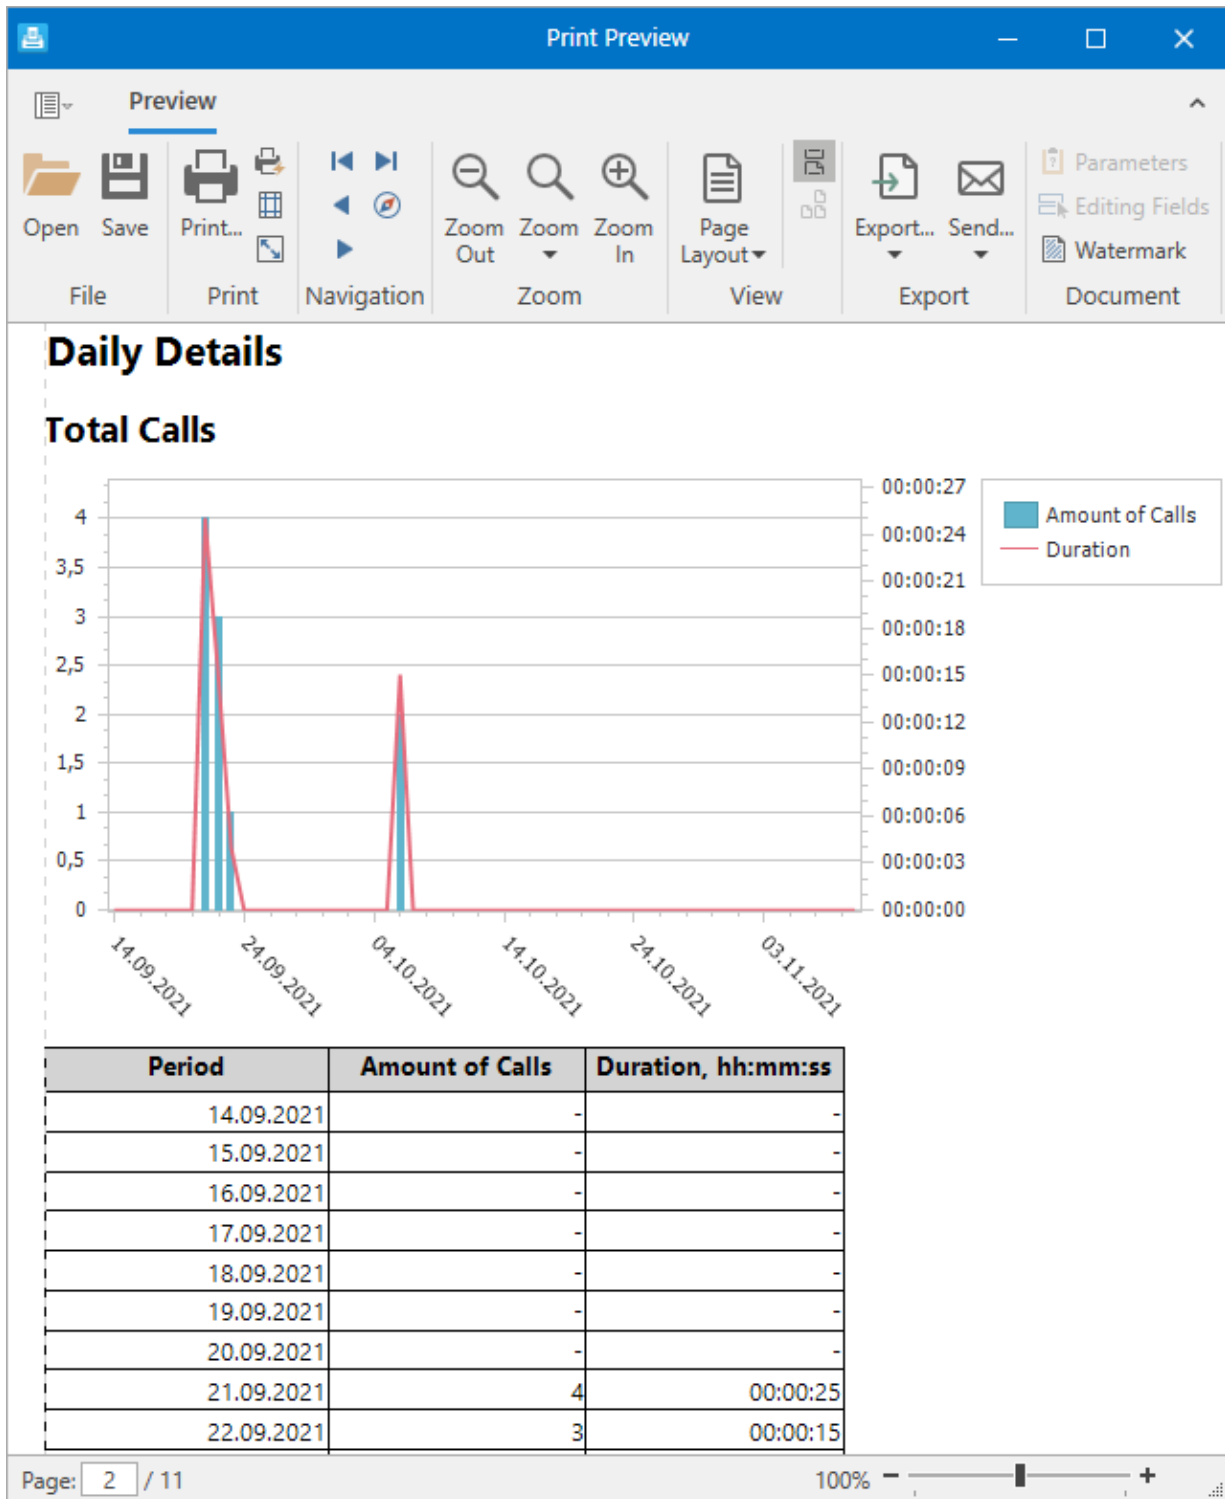 Print Preview
Preview
Open Save Print... Zoom Out Zoom Zoom In Page Layout Export... Send... Parameters
Editing Fields
Watermark
File Print Navigation Zoom View Export Document
Daily Details
Total Calls
4
3,5
3
2,5
2
1,5
1
0,5
0
00:00:27
00:00:24
00:00:21
00:00:18
00:00:15
00:00:12
00:00:09
00:00:06
00:00:03
00:00:00
Amount of Calls
Duration
14.09.2021 24.09.2021 04.10.2021 14.10.2021 24.10.2021 03.11.2021
Period Amount of Calls Duration, hh:mm:ss
14.09.2021 - -
15.09.2021 - -
16.09.2021 - -
17.09.2021 - -
18.09.2021 - -
19.09.2021 - -
20.09.2021 - -
21.09.2021 4 00:00:25
22.09.2021 3 00:00:15
Page: 2 / 11 100% − +